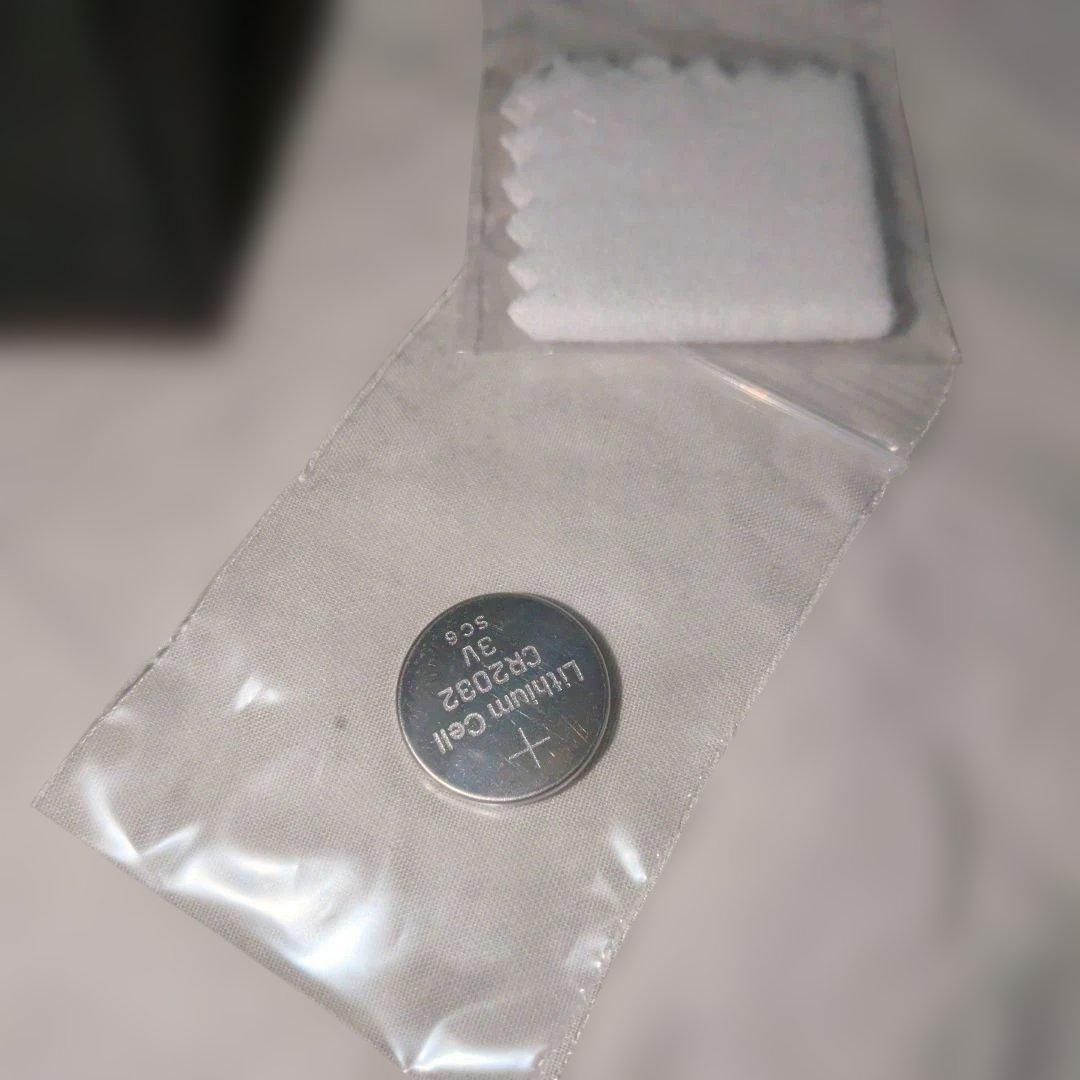 +
Lithium Cell
CR2032
3V
SC6